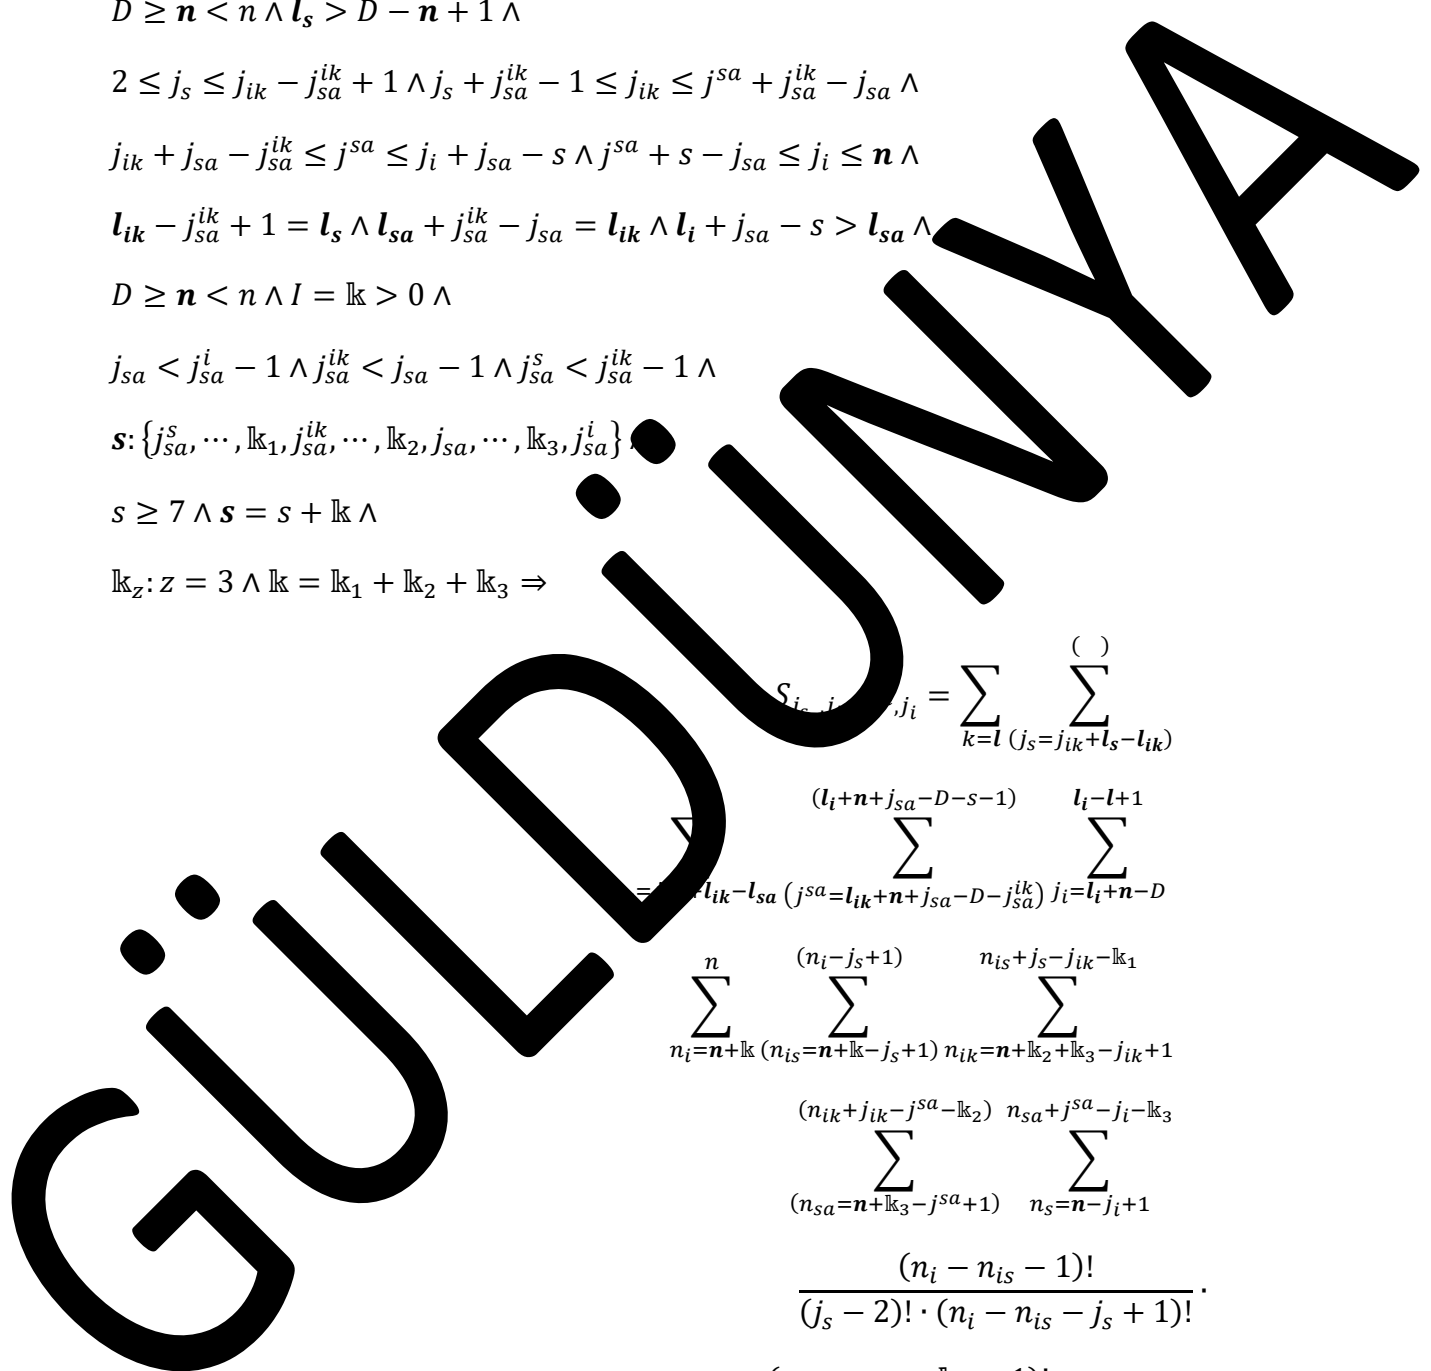 D ≥ 𝒏 < n ∧ 𝒍_𝒔 > D − 𝒏 + 1 ∧
2 ≤ j_s ≤ j_{ik} − j_{sa}^{ik} + 1 ∧ j_s + j_{sa}^{ik} − 1 ≤ j_{ik} ≤ j^{sa} + j_{sa}^{ik} − j_{sa} ∧
j_{ik} + j_{sa} − j_{sa}^{ik} ≤ j^{sa} ≤ j_i + j_{sa} − s ∧ j^{sa} + s − j_{sa} ≤ j_i ≤ 𝒏 ∧
𝒍_{𝒊𝒌} − j_{sa}^{ik} + 1 = 𝒍_𝒔 ∧ 𝒍_{𝒔𝒂} + j_{sa}^{ik} − j_{sa} = 𝒍_{𝒊𝒌} ∧ 𝒍_𝒊 + j_{sa} − s > 𝒍_{𝒔𝒂} ∧
D ≥ 𝒏 < n ∧ I = 𝕜 > 0 ∧
j_{sa} < j_{sa}^i − 1 ∧ j_{sa}^{ik} < j_{sa} − 1 ∧ j_{sa}^s < j_{sa}^{ik} − 1 ∧
𝒔: {j_{sa}^s, ⋯ , 𝕜_1, j_{sa}^{ik}, ⋯ , 𝕜_2, j_{sa}, ⋯ , 𝕜_3, j_{sa}^i}
s ≥ 7 ∧ 𝒔 = s + 𝕜 ∧
𝕜_z: z = 3 ∧ 𝕜 = 𝕜_1 + 𝕜_2 + 𝕜_3 ⇒
( )
,j_i = ∑ ∑
k=𝒍 (j_s=j_{ik}+𝒍_𝒔−𝒍_{𝒊𝒌})
(𝒍_𝒊+𝒏+j_{sa}−D−s−1) 𝒍_𝒊−𝒍+1
∑ ∑ ∑
𝒍_{𝒊𝒌}−𝒍_{𝒔𝒂} (j^{sa}=𝒍_{𝒊𝒌}+𝒏+j_{sa}−D−j_{sa}^{ik}) j_i=𝒍_𝒊+𝒏−D
n (n_i−j_s+1) n_{is}+j_s−j_{ik}−𝕜_1
∑ ∑ ∑
n_i=𝒏+𝕜 (n_{is}=𝒏+𝕜−j_s+1) n_{ik}=𝒏+𝕜_2+𝕜_3−j_{ik}+1
(n_{ik}+j_{ik}−j^{sa}−𝕜_2) n_{sa}+j^{sa}−j_i−𝕜_3
∑ ∑
(n_{sa}=𝒏+𝕜_3−j^{sa}+1) n_s=𝒏−j_i+1
(n_i − n_{is} − 1)!
(j_s − 2)! · (n_i − n_{is} − j_s + 1)! ·
GÜLDÜNYA